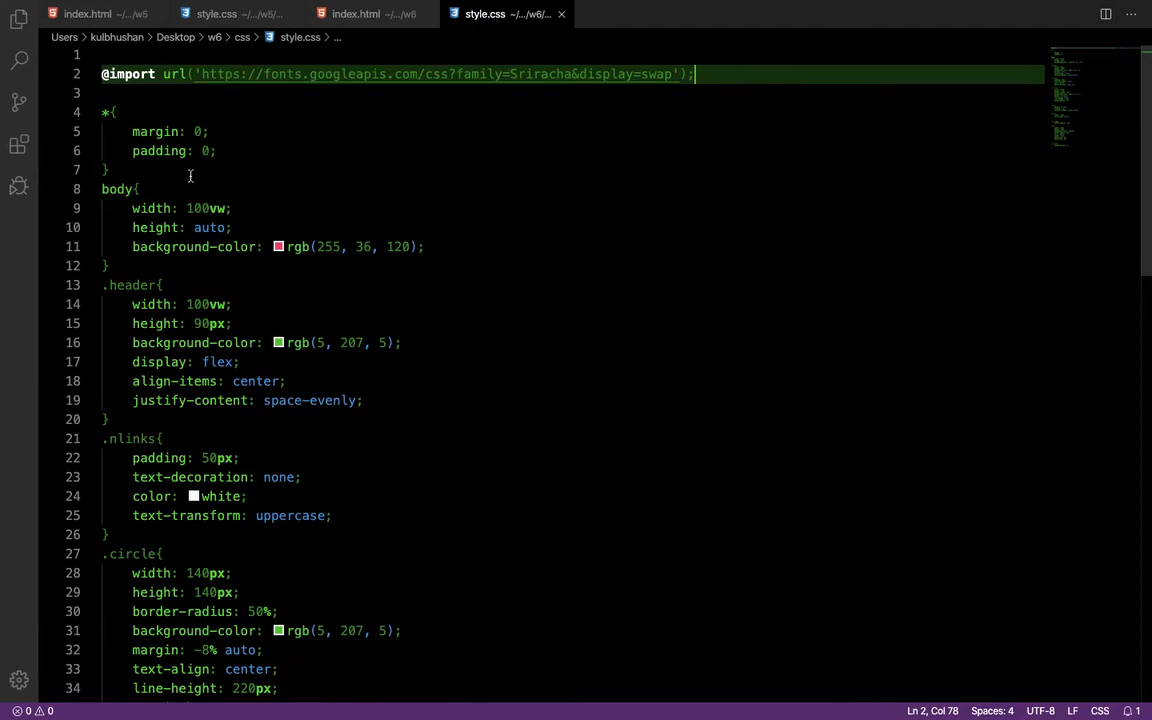 index.html ~/.../w5 style.css ~/.../w5/... index.html ~/.../w6 style.css ~/.../w6/...
Users > kulbhushan > Desktop > w6 > css > style.css > ...
1
2 @import url('https://fonts.googleapis.com/css?family=Sriracha&display=swap');
3
4 *{
5 margin: 0;
6 padding: 0;
7 }
8 body{
9 width: 100vw;
10 height: auto;
11 background-color: rgb(255, 36, 120);
12 }
13 .header{
14 width: 100vw;
15 height: 90px;
16 background-color: rgb(5, 207, 5);
17 display: flex;
18 align-items: center;
19 justify-content: space-evenly;
20 }
21 .nlinks{
22 padding: 50px;
23 text-decoration: none;
24 color: white;
25 text-transform: uppercase;
26 }
27 .circle{
28 width: 140px;
29 height: 140px;
30 border-radius: 50%;
31 background-color: rgb(5, 207, 5);
32 margin: -8% auto;
33 text-align: center;
34 line-height: 220px;
0 0 Ln 2, Col 78 Spaces: 4 UTF-8 LF CSS 1